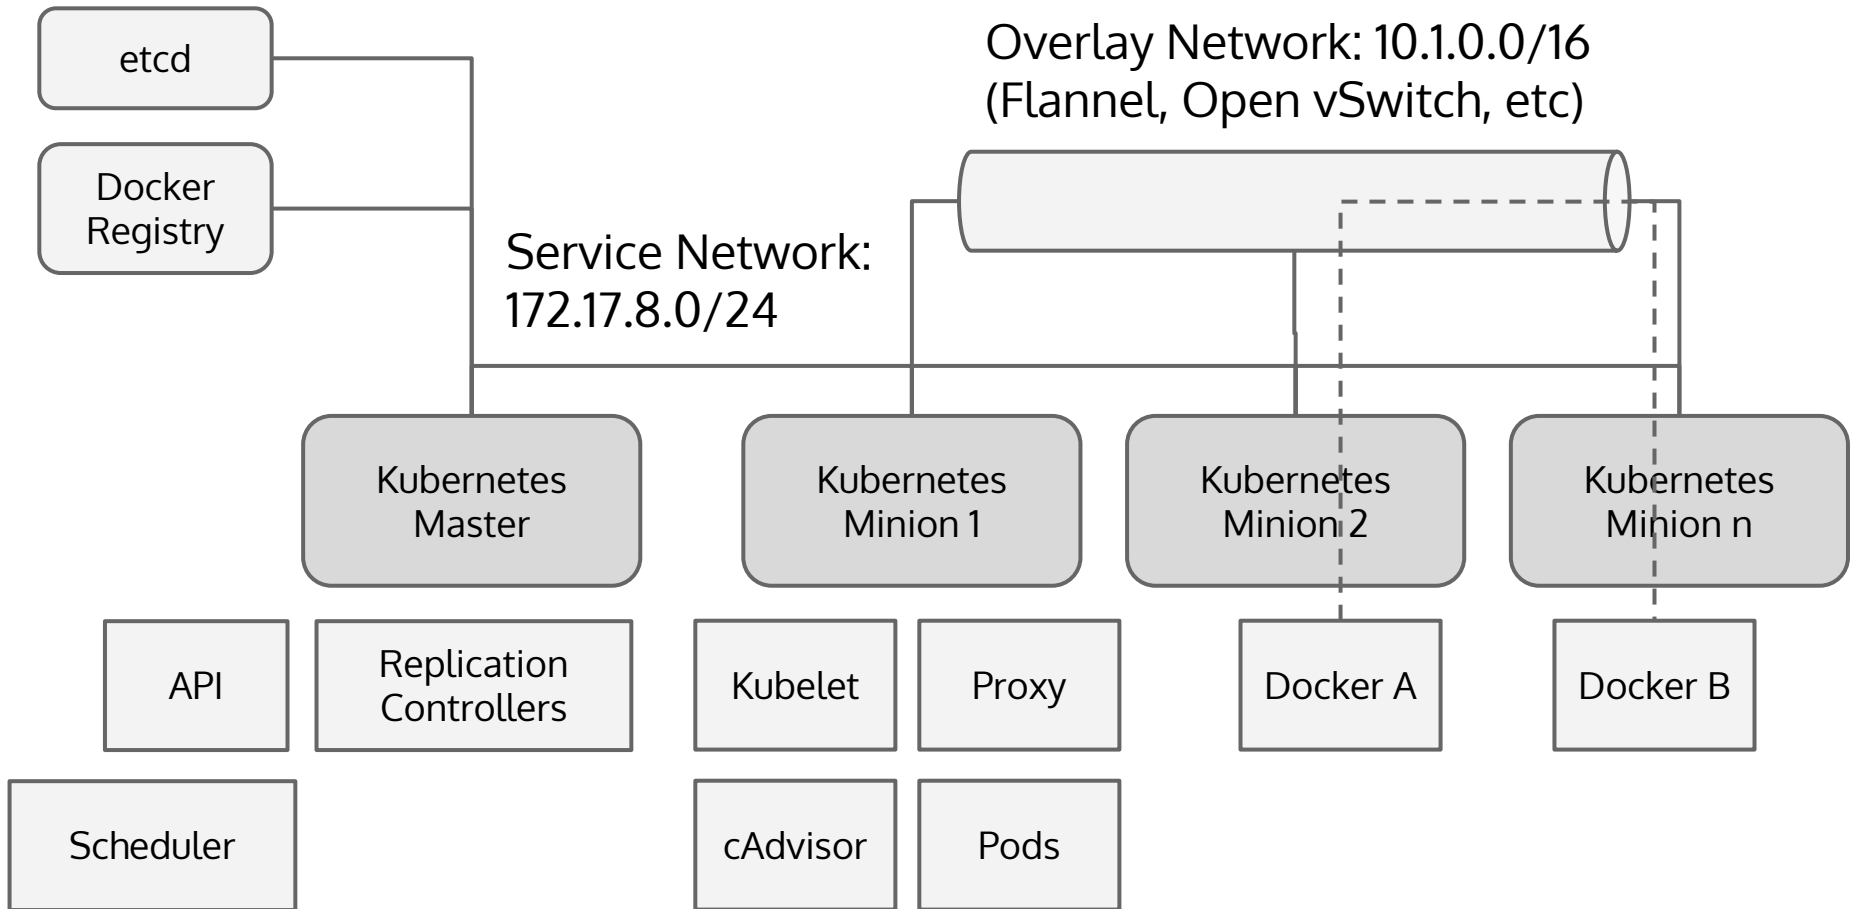 etcd
Overlay Network: 10.1.0.0/16
(Flannel, Open vSwitch, etc)
Docker
Registry
Service Network:
172.17.8.0/24
Kubernetes
Master
Kubernetes
Minion 1
Kubernetes
Minion 2
Kubernetes
Minion n
API
Replication
Controllers
Kubelet
Proxy
Docker A
Docker B
Scheduler
cAdvisor
Pods